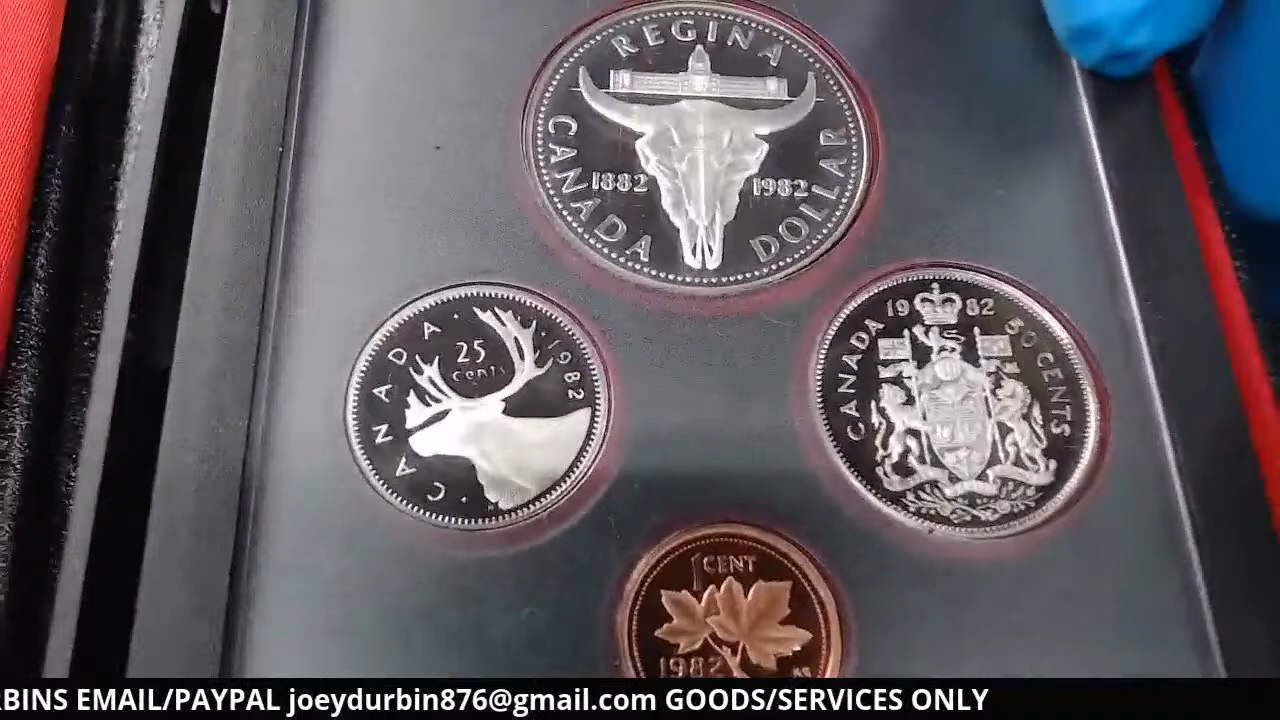 REGINA
CANADA
DOLLAR
1882 1982
CANADA · 1982
25
cents
CANADA 1982 50 CENTS
1 CENT
1982
RBINS EMAIL/PAYPAL joeydurbin876@gmail.com GOODS/SERVICES ONLY